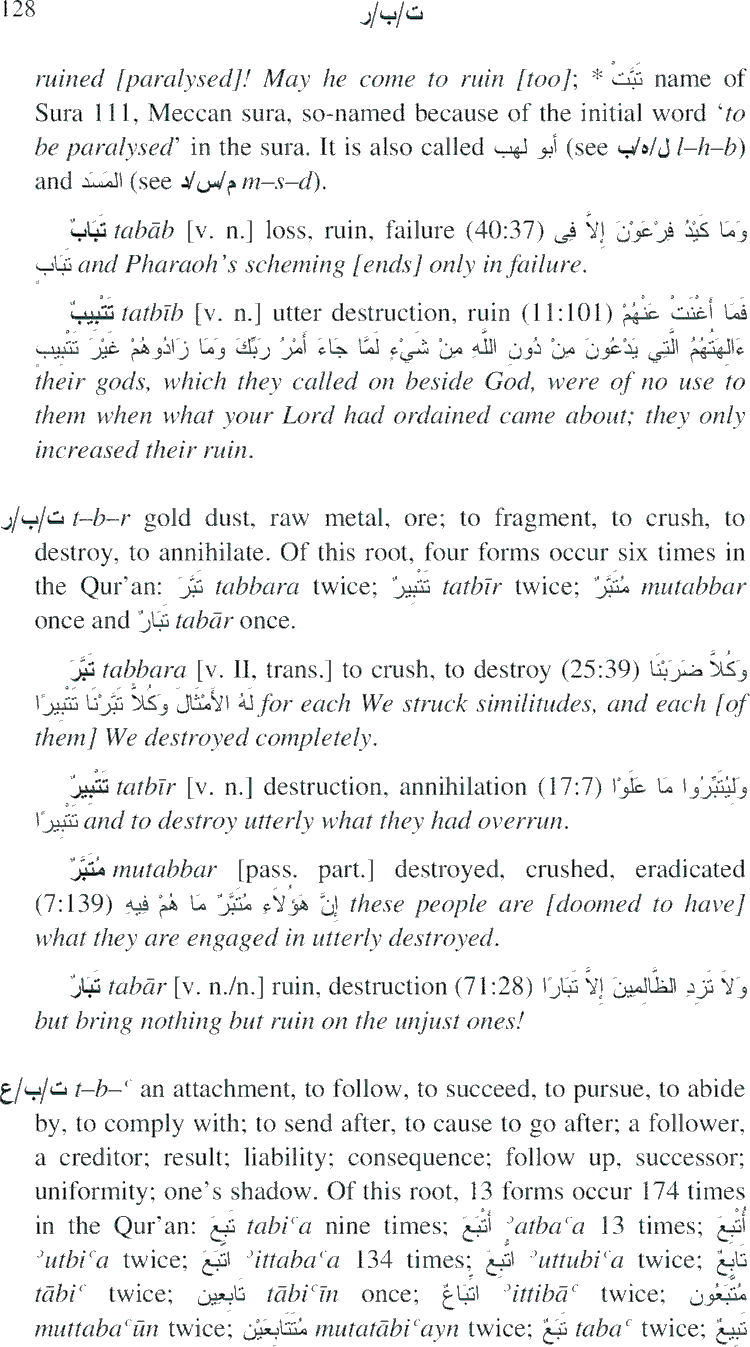 128
ت/ب/ر
ruined [paralysed]! May he come to ruin [too]; * تَبَّتْ name of
Sura 111, Meccan sura, so-named because of the initial word ‘to
be paralysed’ in the sura. It is also called أبو لهب (see ل/ه/ب l–h–b)
and المَسَد (see م/س/د m–s–d).
تَبَابٌ tabāb [v. n.] loss, ruin, failure (40:37) وَمَا كَيْدُ فِرْعَوْنَ إِلاَّ فِى
تَبَابٍ and Pharaoh’s scheming [ends] only in failure.
تَتْبِيبٌ tatbīb [v. n.] utter destruction, ruin (11:101) فَمَا أَغْنَتْ عَنْهُمْ
ءَالِهَتُهُمُ الَّتِي يَدْعُونَ مِنْ دُونِ اللَّهِ مِنْ شَيْءٍ لَمَّا جَاءَ أَمْرُ رَبِّكَ وَمَا زَادُوهُمْ غَيْرَ تَتْبِيبٍ
their gods, which they called on beside God, were of no use to
them when what your Lord had ordained came about; they only
increased their ruin.
ت/ب/ر t–b–r gold dust, raw metal, ore; to fragment, to crush, to
destroy, to annihilate. Of this root, four forms occur six times in
the Qur’an: تَبَّرَ tabbara twice; تَتْبِيرٌ tatbīr twice; مُتَبَّرٌ mutabbar
once and تَبَارٌ tabār once.
تَبَّرَ tabbara [v. II, trans.] to crush, to destroy (25:39) وَكُلاًّ ضَرَبْنَا
لَهُ الأَمْثَالَ وَكُلاًّ تَبَّرْنَا تَتْبِيرًا for each We struck similitudes, and each [of
them] We destroyed completely.
تَتْبِيرٌ tatbīr [v. n.] destruction, annihilation (17:7) وَلِيُتَبِّرُوا مَا عَلَوْا
تَتْبِيرًا and to destroy utterly what they had overrun.
مُتَبَّرٌ mutabbar [pass. part.] destroyed, crushed, eradicated
(7:139) إِنَّ هَؤُلاَءِ مُتَبَّرٌ مَا هُمْ فِيهِ these people are [doomed to have]
what they are engaged in utterly destroyed.
تَبَارٌ tabār [v. n./n.] ruin, destruction (71:28) وَلاَ تَزِدِ الظَّالِمِينَ إِلاَّ تَبَارًا
but bring nothing but ruin on the unjust ones!
ت/ب/ع t–b–ʿ an attachment, to follow, to succeed, to pursue, to abide
by, to comply with; to send after, to cause to go after; a follower,
a creditor; result; liability; consequence; follow up, successor;
uniformity; one’s shadow. Of this root, 13 forms occur 174 times
in the Qur’an: تَبِعَ tabiʿa nine times; أَتْبَعَ ʾatbaʿa 13 times; أُتْبِعَ
ʾutbiʿa twice; اتَّبَعَ ʾittabaʿa 134 times; اتُّبِعَ ʾuttubiʿa twice; تَابِعٌ
tābiʿ twice; تَابِعِين tābiʿīn once; اتِّبَاعٌ ʾittibāʿ twice; مُتَّبَعُون
muttabaʿūn twice; مُتَتَابِعَيْن mutatābiʿayn twice; تَبَعٌ tabaʿ twice; تَبِيعٌ